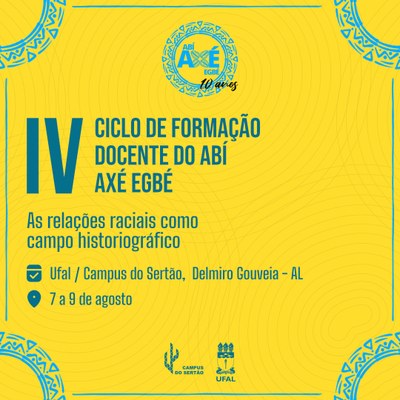 ABÍ
AXÉ
EGBÉ
10 anos
IV CICLO DE FORMAÇÃO
DOCENTE DO ABÍ
AXÉ EGBÉ
As relações raciais como
campo historiográfico
Ufal / Campus do Sertão, Delmiro Gouveia - AL
7 a 9 de agosto
CAMPUS
DO SERTÃO
UFAL